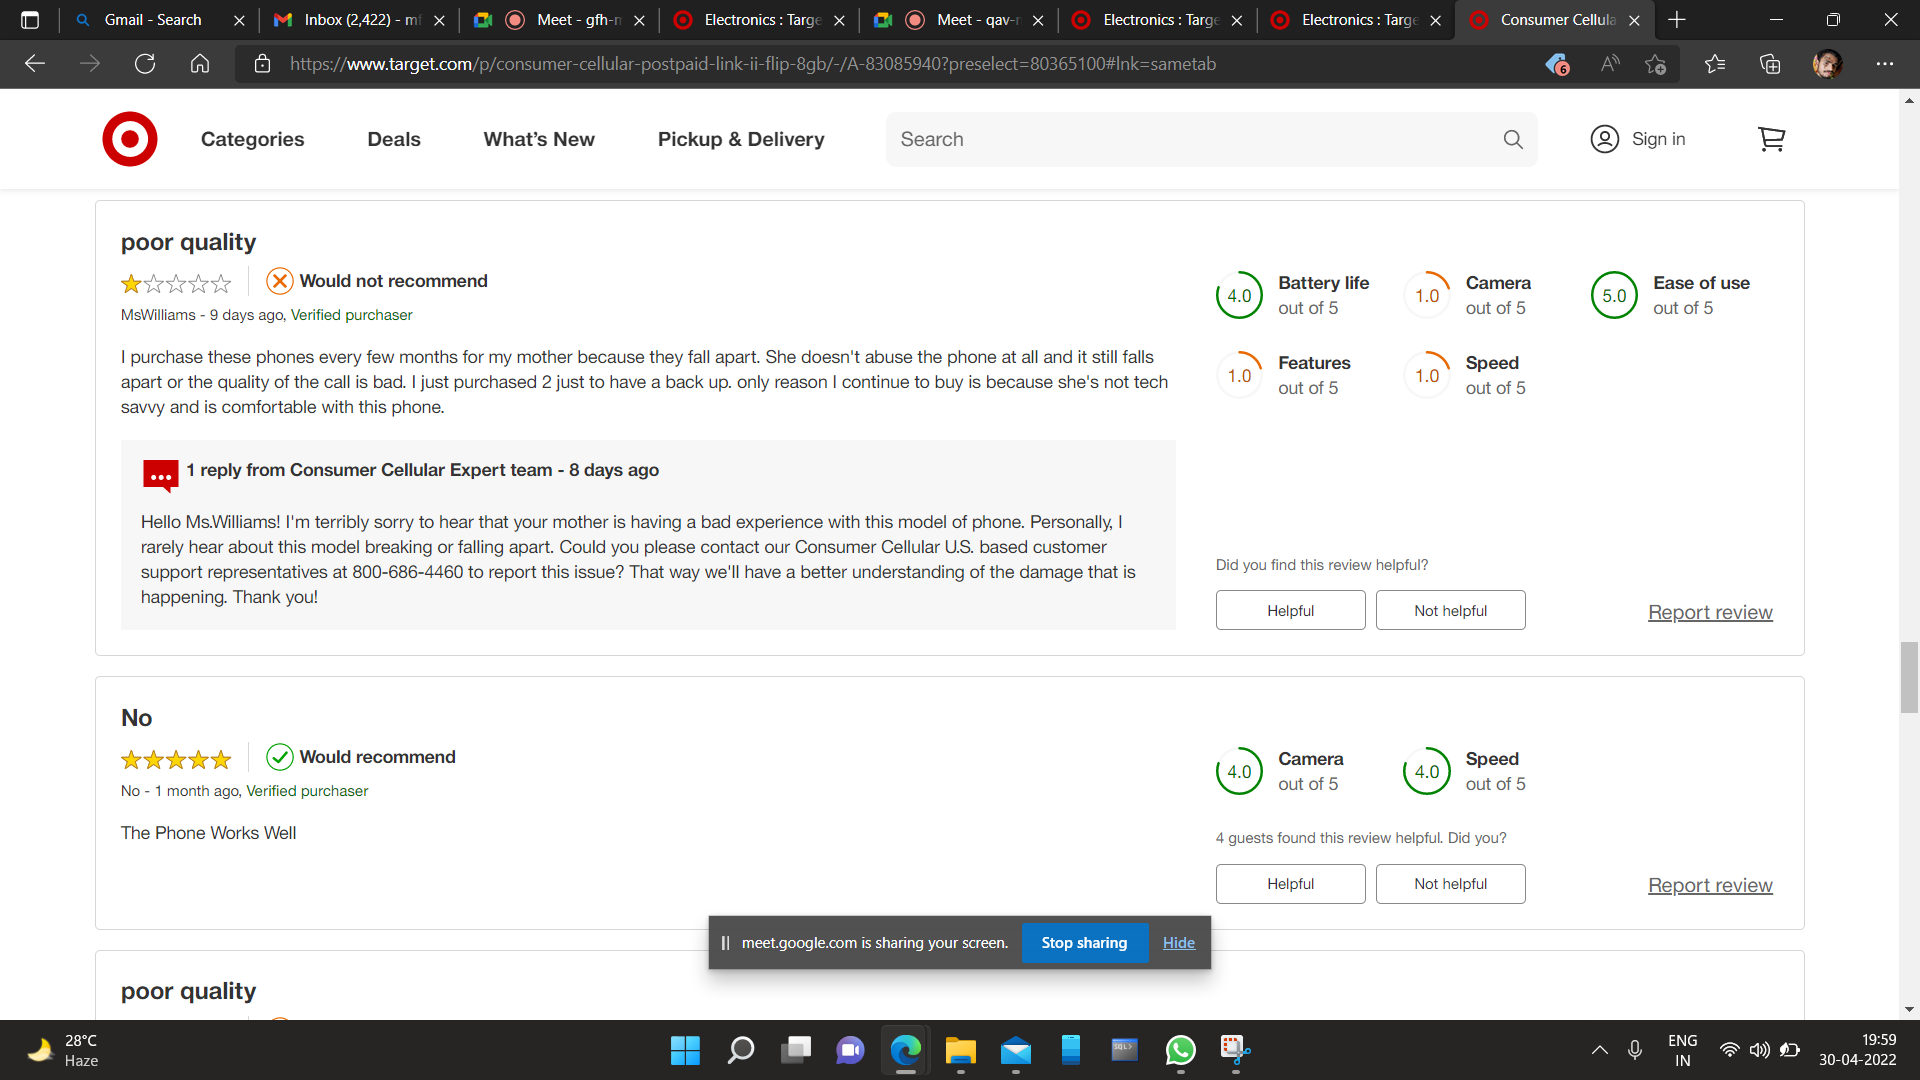 Gmail - Search
Inbox (2,422) - mf
Meet - gfh-n
Electronics : Targe
Meet - qav-r
Electronics : Targe
Electronics : Targe
Consumer Cellula
https://www.target.com/p/consumer-cellular-postpaid-link-ii-flip-8gb/-/A-83085940?preselect=80365100#lnk=sametab
6
Categories
Deals
What's New
Pickup & Delivery
Search
Sign in
poor quality
Would not recommend
MsWilliams - 9 days ago, Verified purchaser
I purchase these phones every few months for my mother because they fall apart. She doesn't abuse the phone at all and it still falls
apart or the quality of the call is bad. I just purchased 2 just to have a back up. only reason I continue to buy is because she's not tech
savvy and is comfortable with this phone.
4.0 Battery life out of 5
1.0 Camera out of 5
5.0 Ease of use out of 5
1.0 Features out of 5
1.0 Speed out of 5
1 reply from Consumer Cellular Expert team - 8 days ago
Hello Ms.Williams! I'm terribly sorry to hear that your mother is having a bad experience with this model of phone. Personally, I
rarely hear about this model breaking or falling apart. Could you please contact our Consumer Cellular U.S. based customer
support representatives at 800-686-4460 to report this issue? That way we'll have a better understanding of the damage that is
happening. Thank you!
Did you find this review helpful?
Helpful
Not helpful
Report review
No
Would recommend
No - 1 month ago, Verified purchaser
The Phone Works Well
4.0 Camera out of 5
4.0 Speed out of 5
4 guests found this review helpful. Did you?
Helpful
Not helpful
Report review
meet.google.com is sharing your screen.
Stop sharing
Hide
poor quality
28°C
Haze
SQL>
ENG
IN
19:59
30-04-2022